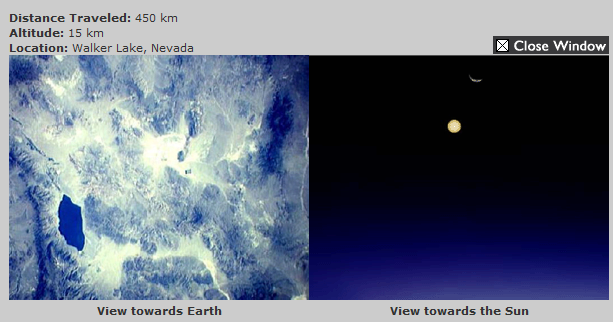 Distance Traveled: 450 km
Altitude: 15 km
Location: Walker Lake, Nevada
Close Window
View towards Earth
View towards the Sun